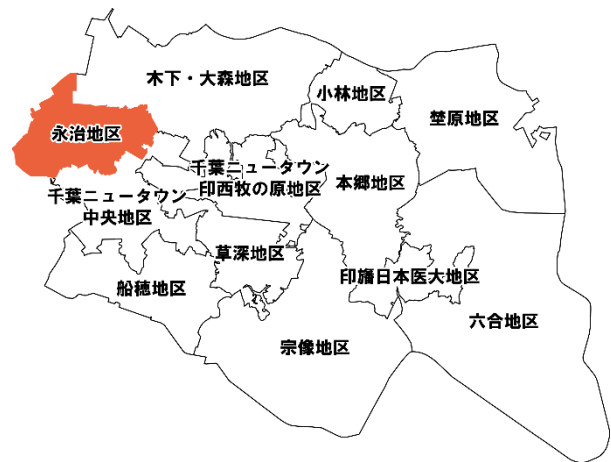 木下・大森地区
小林地区
埜原地区
永治地区
千葉ニュータウン
印西牧の原地区
本郷地区
千葉ニュータウン
中央地区
草深地区
印旛日本医大地区
船穂地区
六合地区
宗像地区